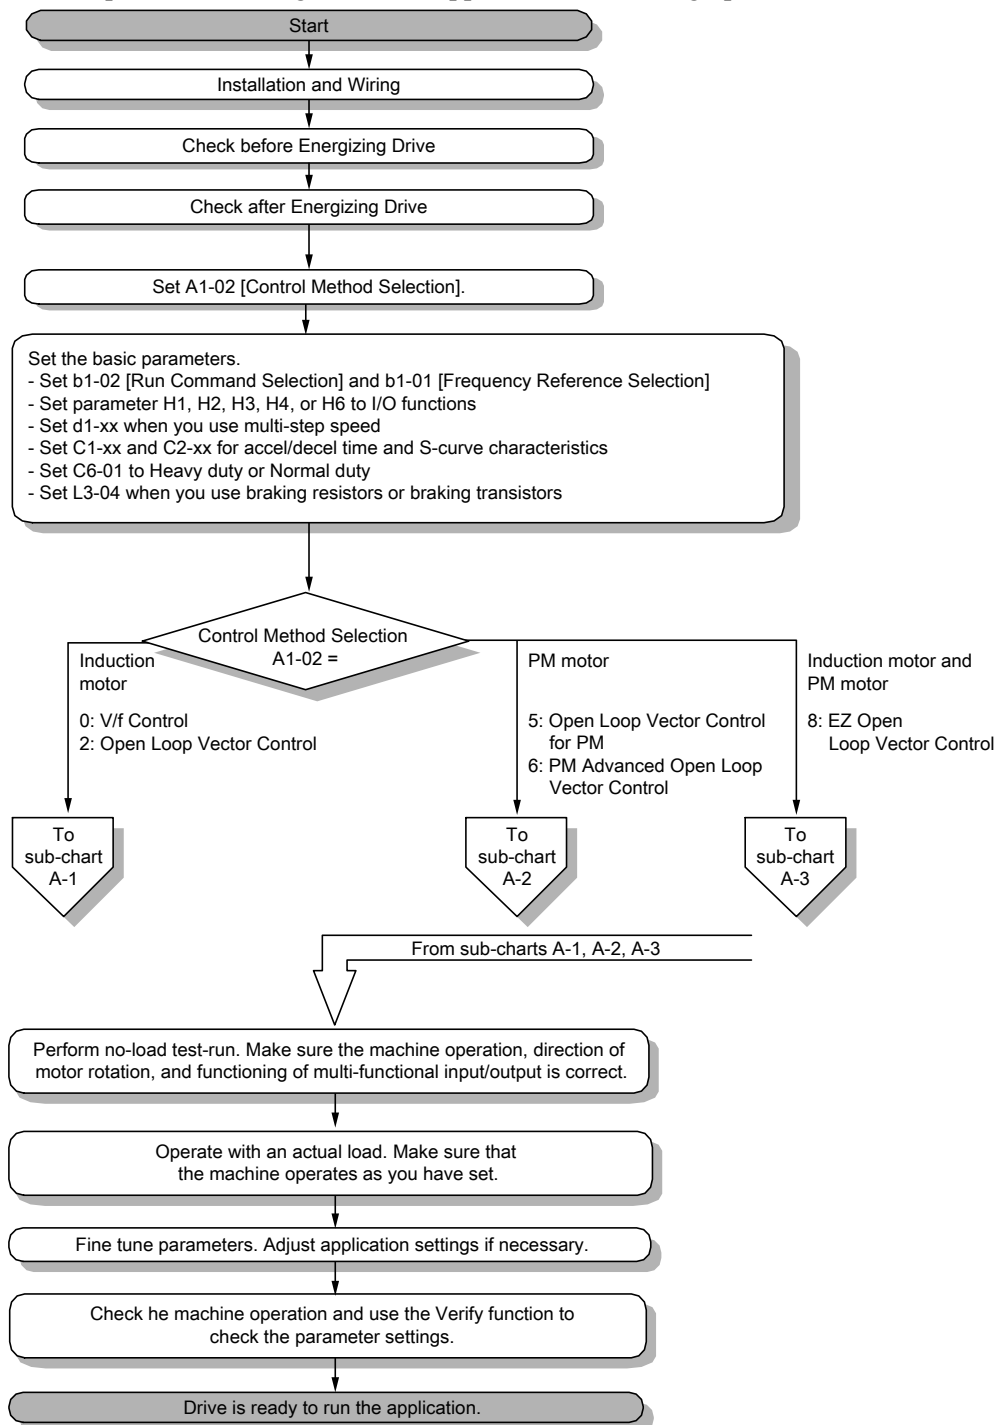 Start
Installation and Wiring
Check before Energizing Drive
Check after Energizing Drive
Set A1-02 [Control Method Selection].
Set the basic parameters.
- Set b1-02 [Run Command Selection] and b1-01 [Frequency Reference Selection]
- Set parameter H1, H2, H3, H4, or H6 to I/O functions
- Set d1-xx when you use multi-step speed
- Set C1-xx and C2-xx for accel/decel time and S-curve characteristics
- Set C6-01 to Heavy duty or Normal duty
- Set L3-04 when you use braking resistors or braking transistors
Control Method Selection
A1-02 =
Induction
motor
0: V/f Control
2: Open Loop Vector Control
PM motor
5: Open Loop Vector Control
for PM
6: PM Advanced Open Loop
Vector Control
Induction motor and
PM motor
8: EZ Open
Loop Vector Control
To
sub-chart
A-1
To
sub-chart
A-2
To
sub-chart
A-3
From sub-charts A-1, A-2, A-3
Perform no-load test-run. Make sure the machine operation, direction of
motor rotation, and functioning of multi-functional input/output is correct.
Operate with an actual load. Make sure that
the machine operates as you have set.
Fine tune parameters. Adjust application settings if necessary.
Check he machine operation and use the Verify function to
check the parameter settings.
Drive is ready to run the application.